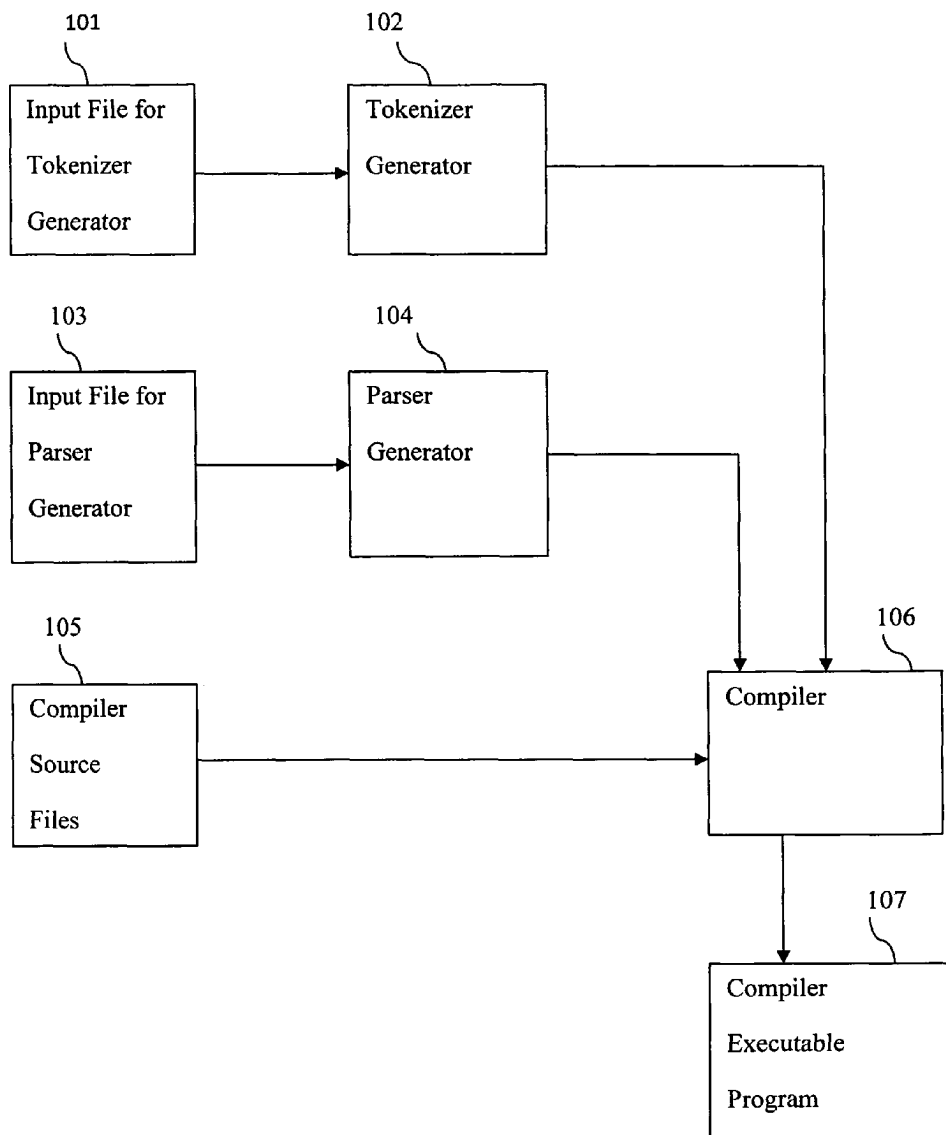 101
Input File for
Tokenizer
Generator
102
Tokenizer
Generator
103
Input File for
Parser
Generator
104
Parser
Generator
105
Compiler
Source
Files
106
Compiler
107
Compiler
Executable
Program